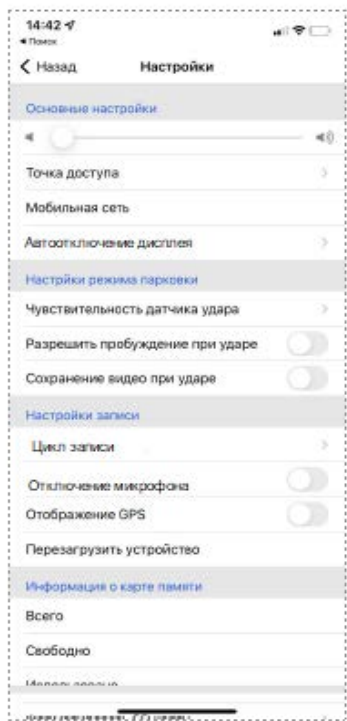 14:42
Поиск
Назад
Настройки
Основные настройки
Точка доступа
Мобильная сеть
Автоотключение дисплея
Настрйки режима парковки
Чувствительность датчика удара
Разрешить пробуждение при ударе
Сохранение видео при ударе
Настройки записи
Цикл записи
Отключение микрофона
Отображение GPS
Перезагрузить устройство
Информация о карте памяти
Всего
Свободно
Использовано